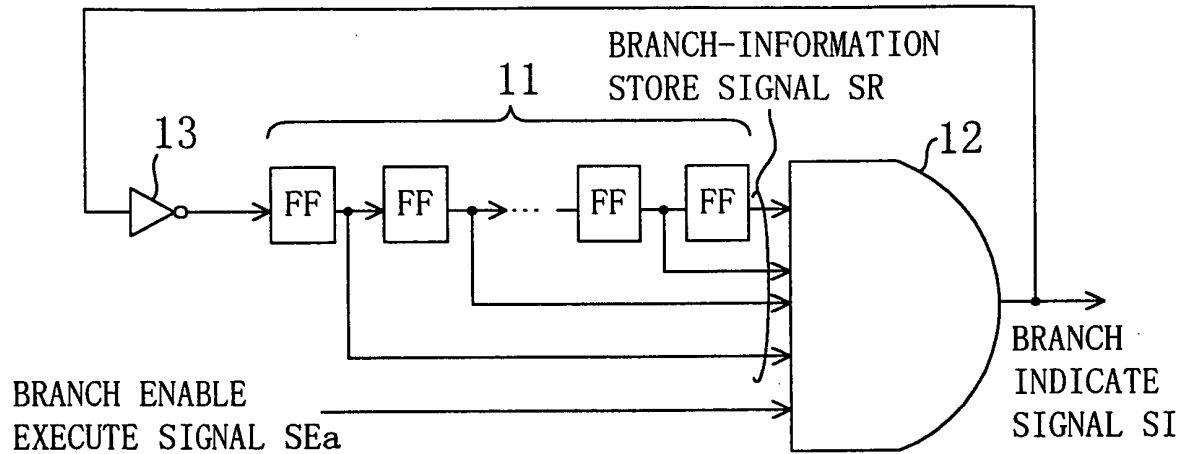 BRANCH-INFORMATION
STORE SIGNAL SR
11
13
12
FF
FF
...
FF
FF
BRANCH ENABLE
EXECUTE SIGNAL SEa
BRANCH
INDICATE
SIGNAL SI